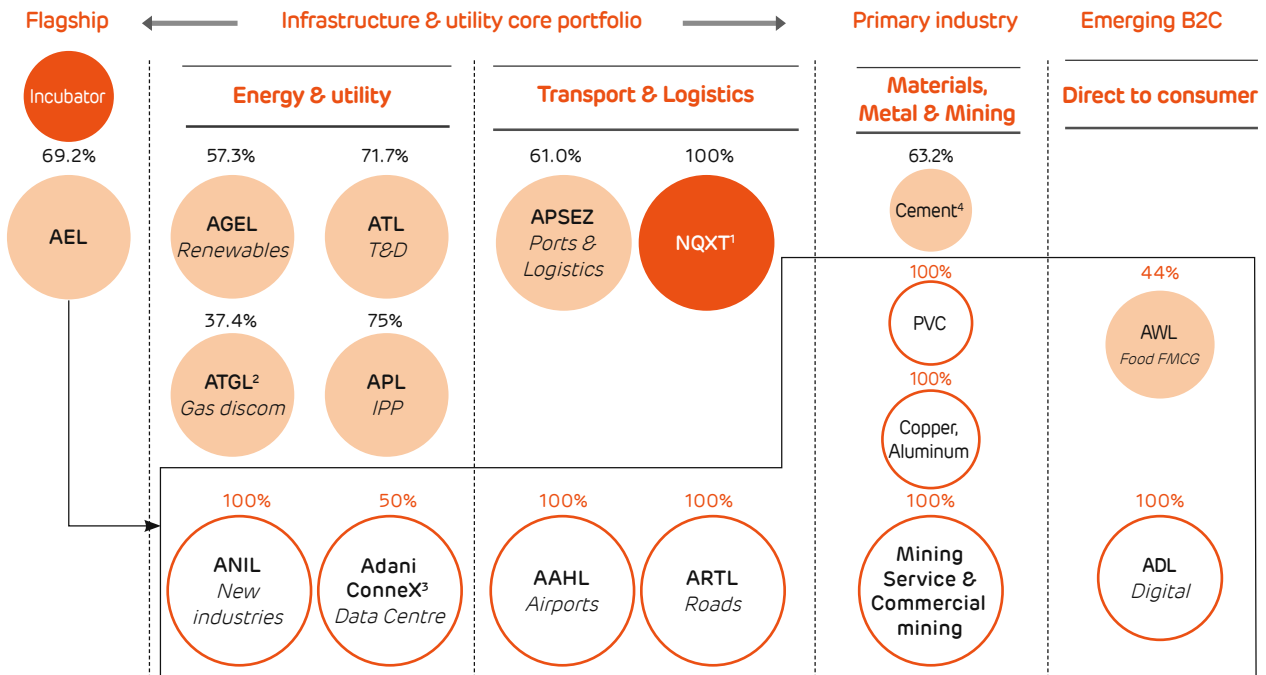 Flagship
Infrastructure & utility core portfolio
Primary industry
Emerging B2C
Incubator
Energy & utility
Transport & Logistics
Materials,
Metal & Mining
Direct to consumer
69.2%
AEL
57.3%
AGEL
Renewables
71.7%
ATL
T&D
61.0%
APSEZ
Ports &
Logistics
100%
NQXT¹
63.2%
Cement⁴
37.4%
ATGL²
Gas discom
75%
APL
IPP
100%
PVC
100%
Copper,
Aluminum
44%
AWL
Food FMCG
100%
ANIL
New
industries
50%
Adani
ConneX³
Data Centre
100%
AAHL
Airports
100%
ARTL
Roads
100%
Mining
Service &
Commercial
mining
100%
ADL
Digital